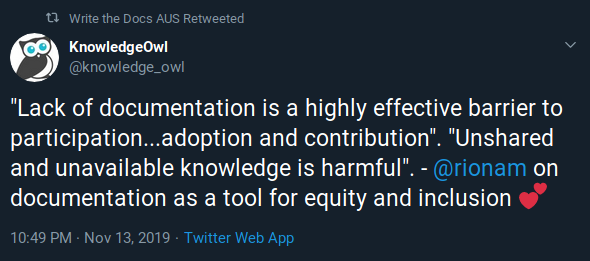 Write the Docs AUS Retweeted
KnowledgeOwl
@knowledge_owl
"Lack of documentation is a highly effective barrier to
participation...adoption and contribution". "Unshared
and unavailable knowledge is harmful". - @rionam on
documentation as a tool for equity and inclusion 💕
10:49 PM · Nov 13, 2019 · Twitter Web App